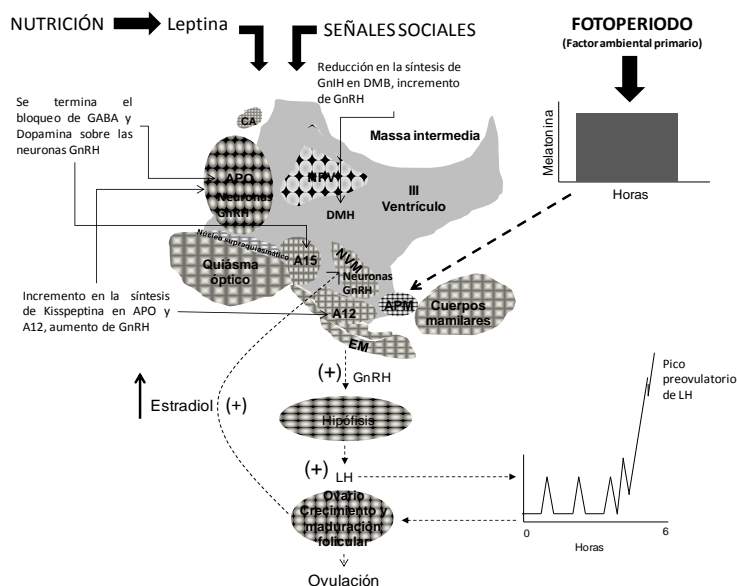 NUTRICIÓN
Leptina
SEÑALES SOCIALES
FOTOPERIODO
(Factor ambiental primario)
Reducción en la síntesis de
GnIH en DMB, incremento
de GnRH
Se termina el
bloqueo de GABA y
Dopamina sobre las
neuronas GnRH
CA
Massa intermedia
Melatonina
Horas
APO
Neuronas
GnRH
NPV
III
Ventrículo
DMH
Núcleo supraquiasmático
Quiásma
óptico
A15
NVM
Neuronas
GnRH
APM
Cuerpos
mamilares
Incremento en la síntesis
de Kisspeptina en APO y
A12, aumento de GnRH
A12
EM
(+)
GnRH
Pico
preovulatorio
de LH
Estradiol
(+)
Hipófisis
(+)
LH
Ovario
Crecimiento y
maduración
folicular
0
6
Horas
Ovulación